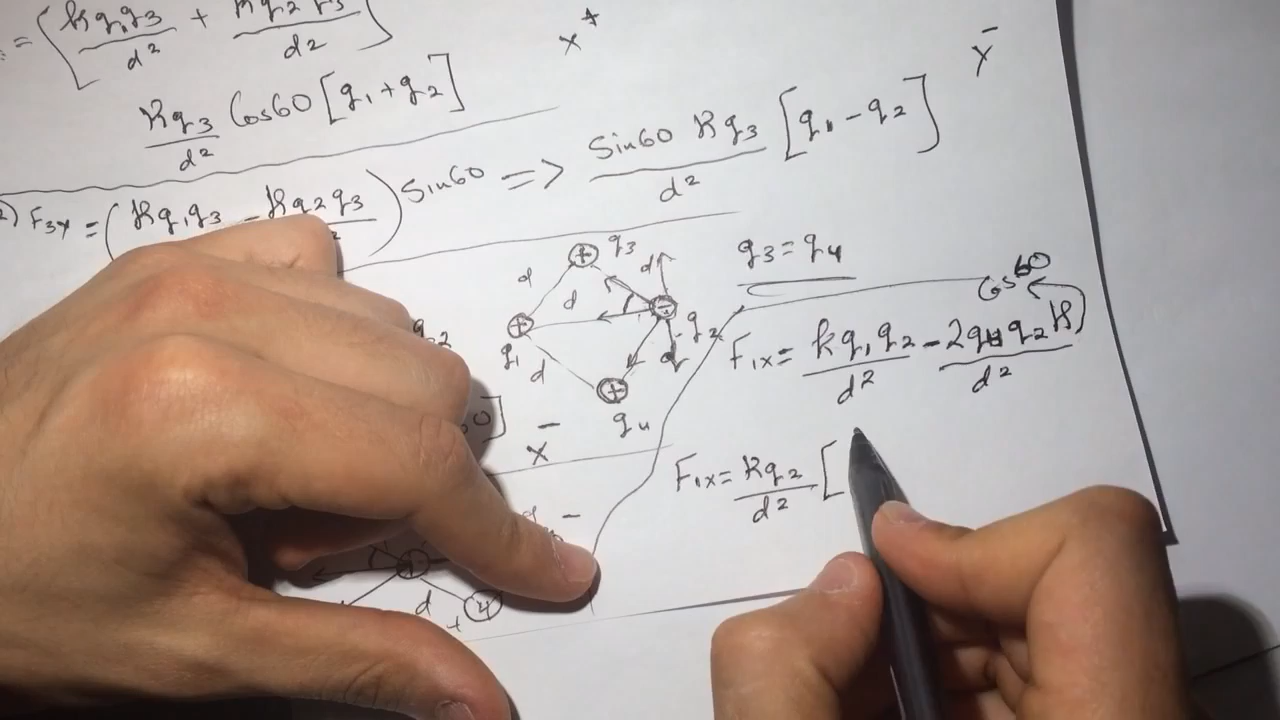 = [kq1q3/d² + kq2q3/d²]
x⁺
y⁻
Kq3/d² Cos60 [q1 + q2]
2) F3y = (kq1q3 - kq2q3) Sin60 => Sin60 kq3/d² [q1 - q2]
q3
d
d
d
q3 = q4
Cos60
q1
-q2
d
F1x = kq1q2/d² - 2q4q2k/d²
q4
x⁻
F1x = kq2/d² [
d
4
+